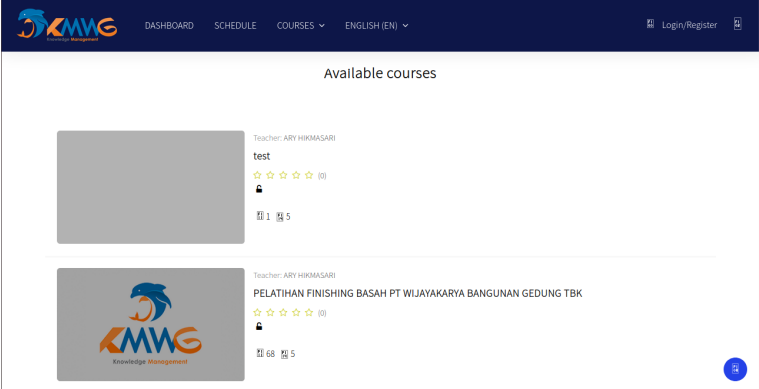 KMWG
Knowledge Management
DASHBOARD
SCHEDULE
COURSES
ENGLISH (EN)
Login/Register
Available courses
Teacher: ARY HIKMASARI
test
(0)
1 5
Teacher: ARY HIKMASARI
PELATIHAN FINISHING BASAH PT WIJAYAKARYA BANGUNAN GEDUNG TBK
(0)
68 5
KMWG
Knowledge Management